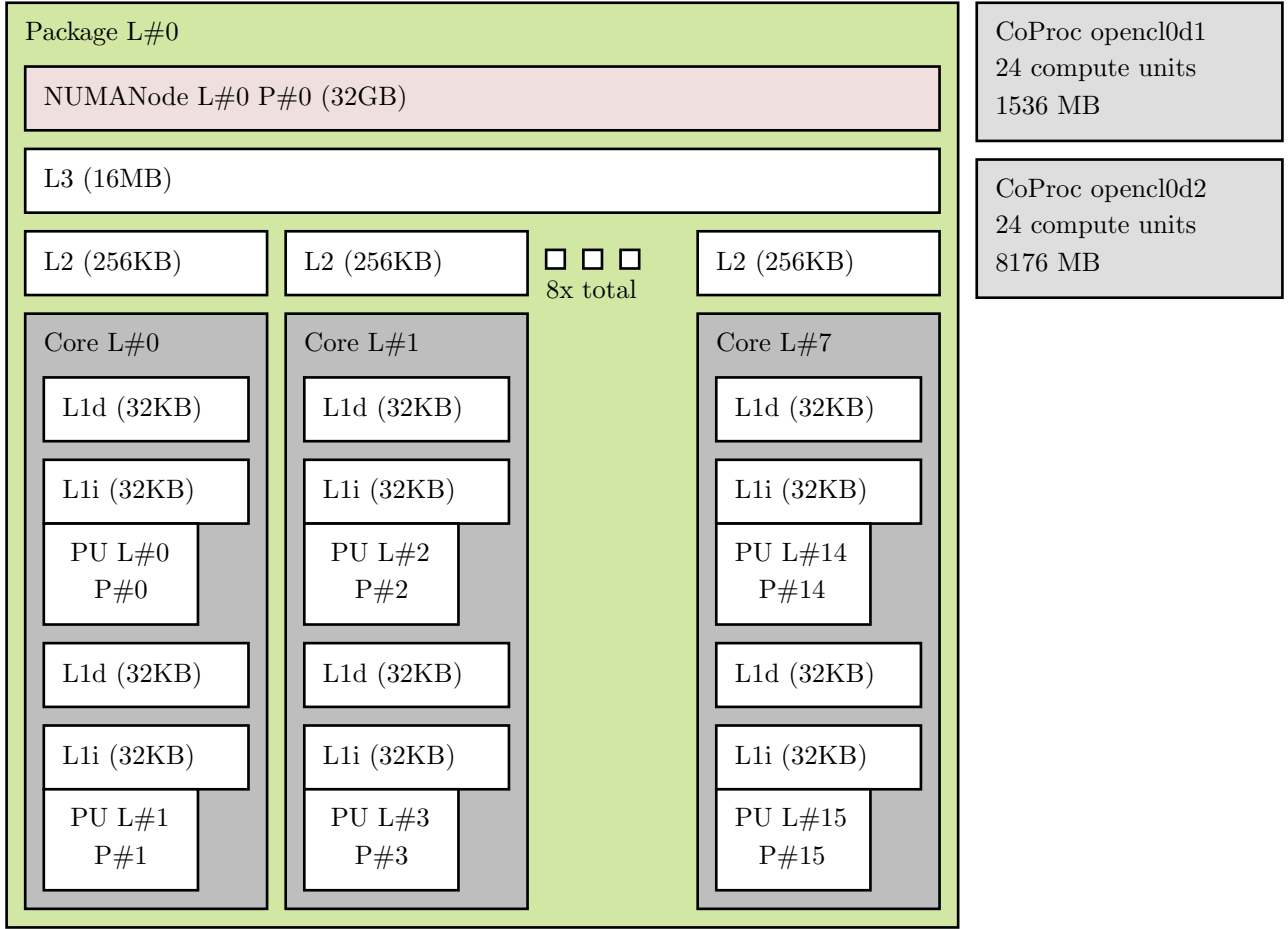 Package L#0
NUMANode L#0 P#0 (32GB)
L3 (16MB)
L2 (256KB)
L2 (256KB)
8x total
L2 (256KB)
Core L#0
L1d (32KB)
L1i (32KB)
PU L#0
P#0
L1d (32KB)
L1i (32KB)
PU L#1
P#1
Core L#1
L1d (32KB)
L1i (32KB)
PU L#2
P#2
L1d (32KB)
L1i (32KB)
PU L#3
P#3
Core L#7
L1d (32KB)
L1i (32KB)
PU L#14
P#14
L1d (32KB)
L1i (32KB)
PU L#15
P#15
CoProc opencl0d1
24 compute units
1536 MB
CoProc opencl0d2
24 compute units
8176 MB